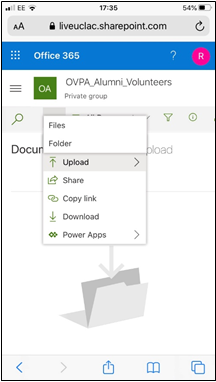 EE
17:35
54%
AA liveuclac.sharepoint.com
Office 365 ? R
OA OVPA_Alumni_Volunteers
Private group
Files
Folder
Docum
pload
Upload
Share
Copy link
Download
Power Apps